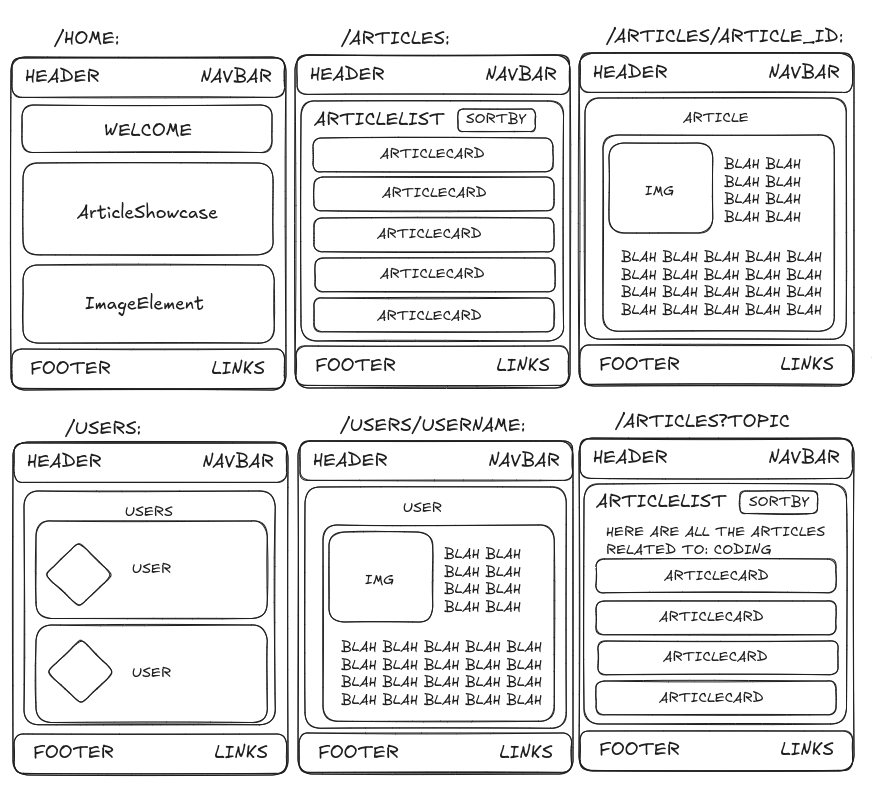 /HOME:
HEADER NAVBAR
WELCOME
ArticleShowcase
ImageElement
FOOTER LINKS
/ARTICLES:
HEADER NAVBAR
ARTICLELIST SORTBY
ARTICLECARD
ARTICLECARD
ARTICLECARD
ARTICLECARD
ARTICLECARD
FOOTER LINKS
/ARTICLES/ARTICLE_ID:
HEADER NAVBAR
ARTICLE
IMG
BLAH BLAH
BLAH BLAH
BLAH BLAH
BLAH BLAH
BLAH BLAH BLAH BLAH BLAH
BLAH BLAH BLAH BLAH BLAH
BLAH BLAH BLAH BLAH BLAH
BLAH BLAH BLAH BLAH BLAH
FOOTER LINKS
/USERS:
HEADER NAVBAR
USERS
USER
USER
FOOTER LINKS
/USERS/USERNAME:
HEADER NAVBAR
USER
IMG
BLAH BLAH
BLAH BLAH
BLAH BLAH
BLAH BLAH
BLAH BLAH BLAH BLAH BLAH
BLAH BLAH BLAH BLAH BLAH
BLAH BLAH BLAH BLAH BLAH
BLAH BLAH BLAH BLAH BLAH
FOOTER LINKS
/ARTICLES?TOPIC
HEADER NAVBAR
ARTICLELIST SORTBY
HERE ARE ALL THE ARTICLES
RELATED TO: CODING
ARTICLECARD
ARTICLECARD
ARTICLECARD
ARTICLECARD
FOOTER LINKS